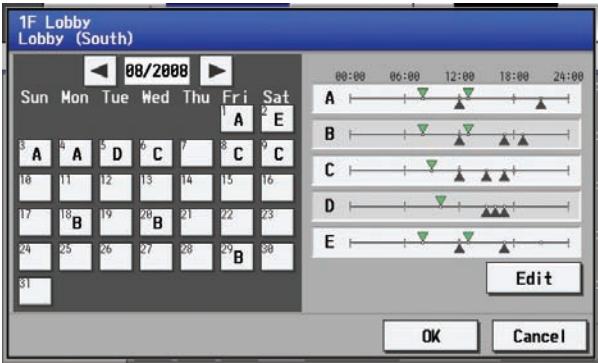 1F Lobby
Lobby (South)
08/2008
Sun Mon Tue Wed Thu Fri Sat
1 A 2 E
3 A 4 A 5 D 6 C 7 8 C 9 C
10 11 12 13 14 15 16
17 18 B 19 20 B 21 22 23
24 25 26 27 28 29 B 30
31
00:00 06:00 12:00 18:00 24:00
A
B
C
D
E
Edit
OK Cancel